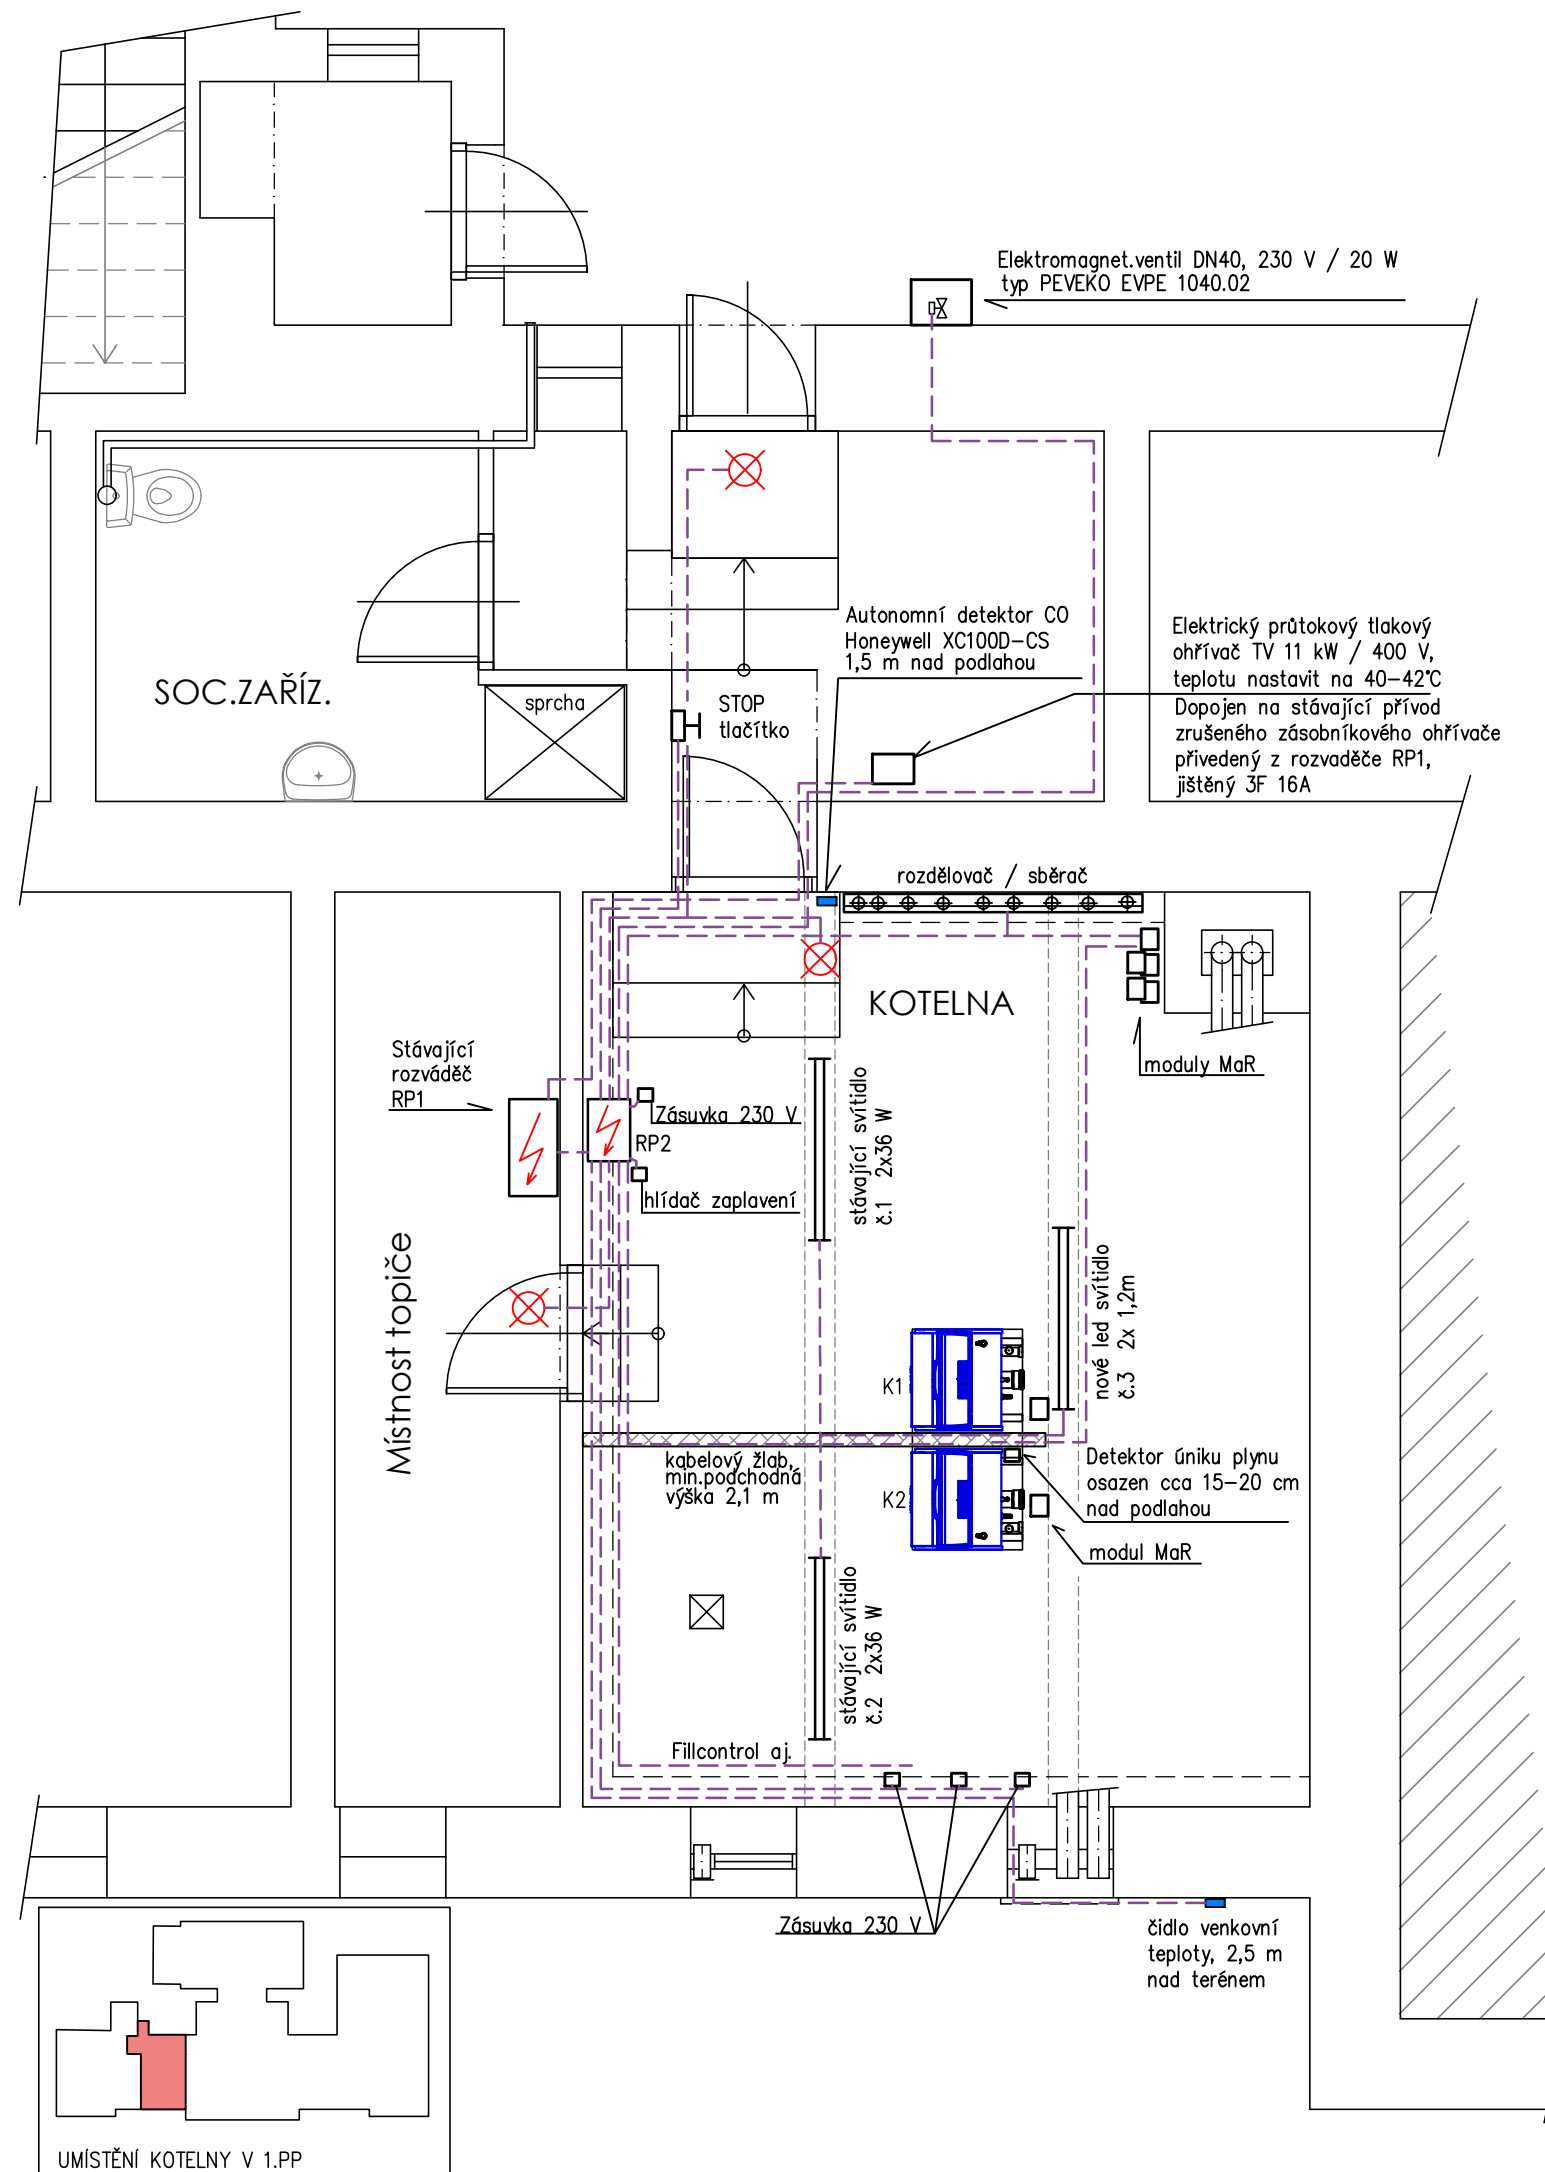 Elektromagnet.ventil DN40, 230 V / 20 W
typ PEVEKO EVPE 1040.02
Autonomní detektor CO
Honeywell XC100D-CS
1,5 m nad podlahou
Elektrický průtokový tlakový
ohřívač TV 11 kW / 400 V,
teplotu nastavit na 40-42°C
Dopojen na stávající přívod
zrušeného zásobníkového ohřívače
přivedený z rozvaděče RP1,
jištěný 3F 16A
SOC.ZAŘÍZ.
sprcha
STOP
tlačítko
rozdělovač / sběrač
KOTELNA
moduly MaR
Stávající
rozváděč
RP1
Zásuvka 230 V
RP2
hlídač zaplavení
stávající svítidlo
č.1 2x36 W
Místnost topiče
nové led svítidlo
č.3 2x 1,2m
K1
kabelový žlab,
min.podchodná
výška 2,1 m
K2
Detektor úniku plynu
osazen cca 15-20 cm
nad podlahou
modul MaR
stávající svítidlo
č.2 2x36 W
Fillcontrol aj.
Zásuvka 230 V
čidlo venkovní
teploty, 2,5 m
nad terénem
UMÍSTĚNÍ KOTELNY V 1.PP